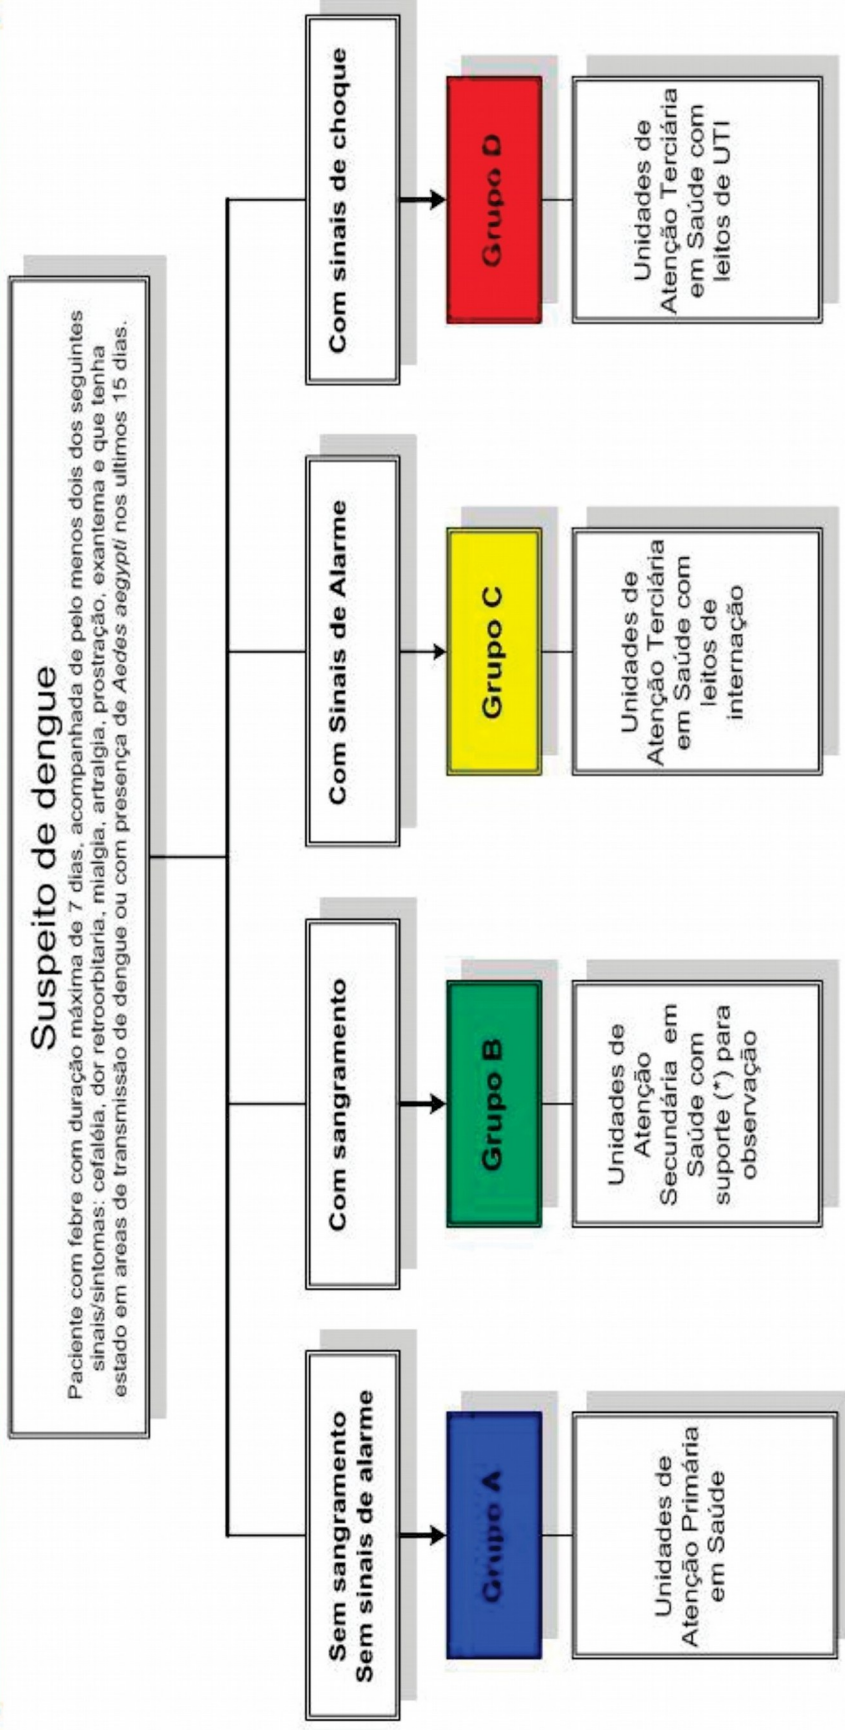 Suspeito de dengue
Paciente com febre com duração máxima de 7 dias, acompanhada de pelo menos dois dos seguintes
sinais/sintomas: cefaléia, dor retroorbitaria, mialgia, artralgia, prostração, exantema e que tenha
estado em areas de transmissão de dengue ou com presença de Aedes aegypti nos ultimos 15 dias.
Sem sangramento
Sem sinais de alarme
Grupo A
Unidades de
Atenção Primária
em Saúde
Com sangramento
Grupo B
Unidades de
Atenção
Secundária em
Saúde com
suporte (*) para
observação
Com Sinais de Alarme
Grupo C
Unidades de
Atenção Terciária
em Saúde com
leitos de
internação
Com sinais de choque
Grupo D
Unidades de
Atenção Terciária
em Saúde com
leitos de UTI